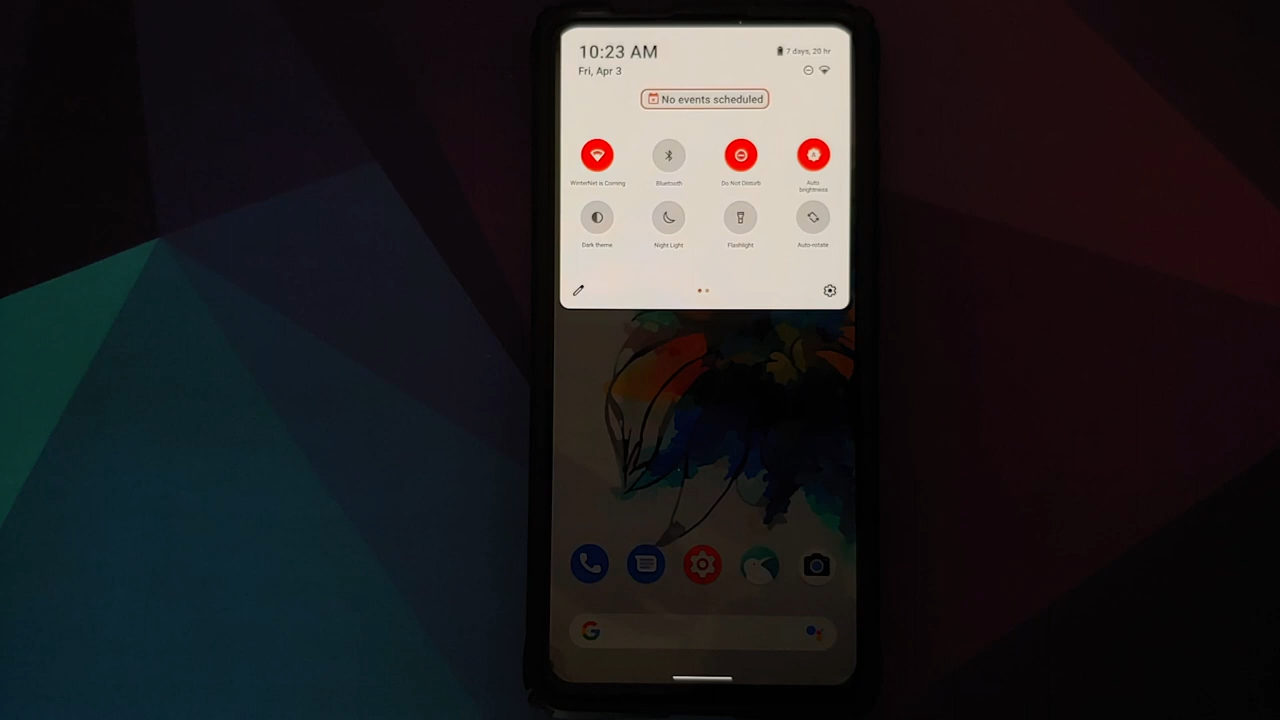 10:23 AM
7 days, 20 hr
Fri, Apr 3
No events scheduled
WinterNet is Coming
Bluetooth
Do Not Disturb
Auto
brightness
Dark theme
Night Light
Flashlight
Auto-rotate
G